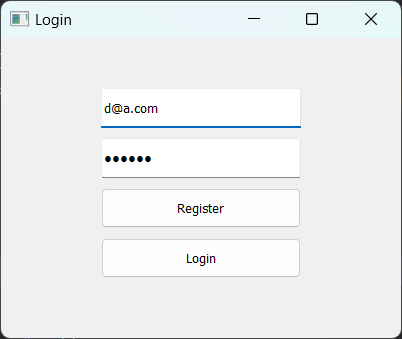 Login
d@a.com
••••••
Register
Login